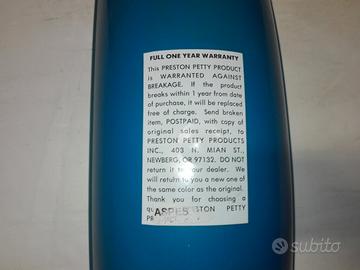 FULL ONE YEAR WARRANTY
This PRESTON PETTY PRODUCT
is WARRANTED AGAINST
BREAKAGE. If the product
breaks within 1 year from date
of purchase, it will be replaced
free of charge. Send broken
item, POSTPAID, with copy of
original sales receipt, to
PRESTON PETTY PRODUCTS
INC., 403 N. MIAN ST.,
NEWBERG, OR 97132. DO NOT
return it to your dealer. We
will return to you a new one of
the same color as the original.
Thank you for choosing a
ASPES STON PETTY
PR
subito